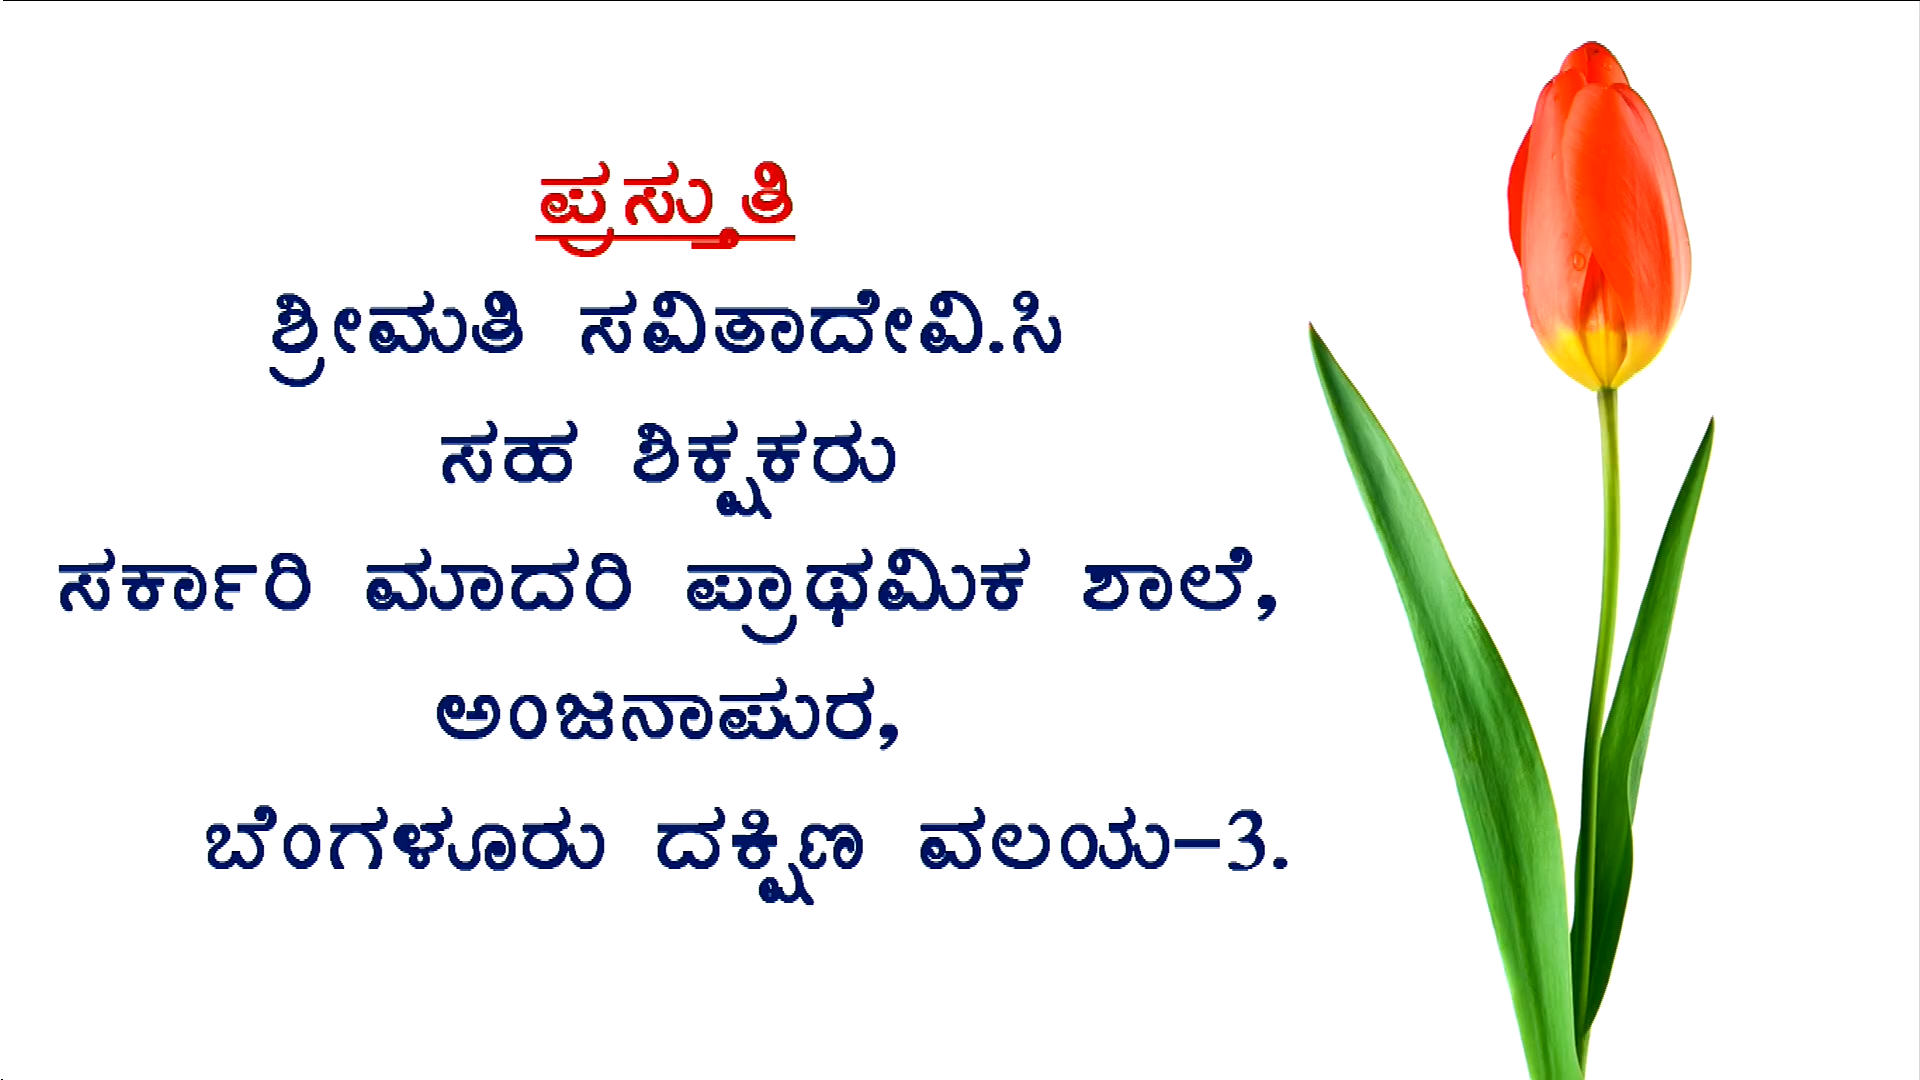 ಪ್ರಸ್ತುತಿ
ಶ್ರೀಮತಿ ಸವಿತಾದೇವಿ.ಸಿ
ಸಹ ಶಿಕ್ಷಕರು
ಸರ್ಕಾರಿ ಮಾದರಿ ಪ್ರಾಥಮಿಕ ಶಾಲೆ,
ಅಂಜನಾಪುರ,
ಬೆಂಗಳೂರು ದಕ್ಷಿಣ ವಲಯ-3.